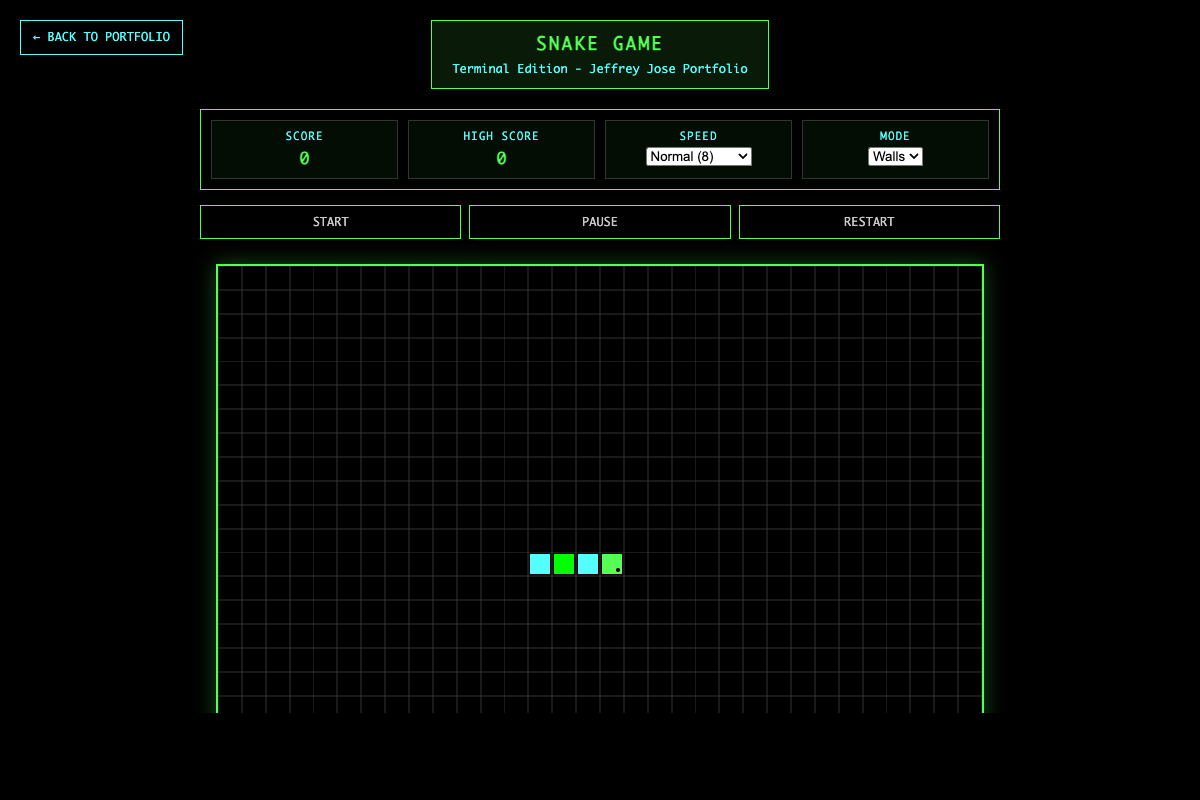 ← BACK TO PORTFOLIO
SNAKE GAME
Terminal Edition - Jeffrey Jose Portfolio
SCORE
0
HIGH SCORE
0
SPEED
Normal (8)
MODE
Walls
START
PAUSE
RESTART